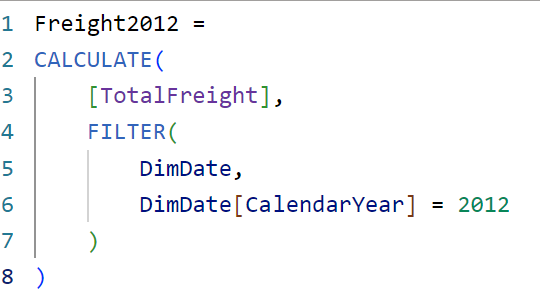 1 Freight2012 =
2 CALCULATE(
3     [TotalFreight],
4     FILTER(
5         DimDate,
6         DimDate[CalendarYear] = 2012
7     )
8 )